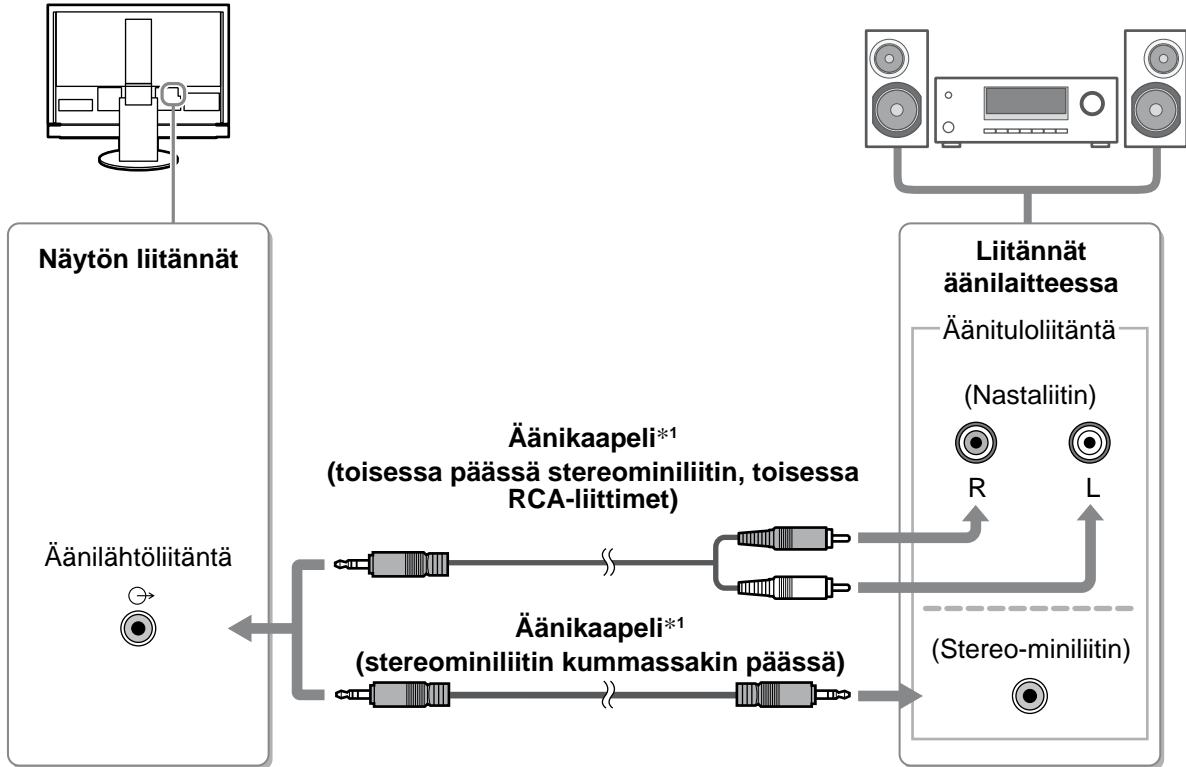 Näytön liitännät
Äänilähtöliitäntä
Äänikaapeli*1
(toisessa päässä stereominiliitin, toisessa
RCA-liittimet)
Äänikaapeli*1
(stereominiliitin kummassakin päässä)
Liitännät
äänilaitteessa
Äänituloliitäntä
(Nastaliitin)
R L
(Stereo-miniliitin)